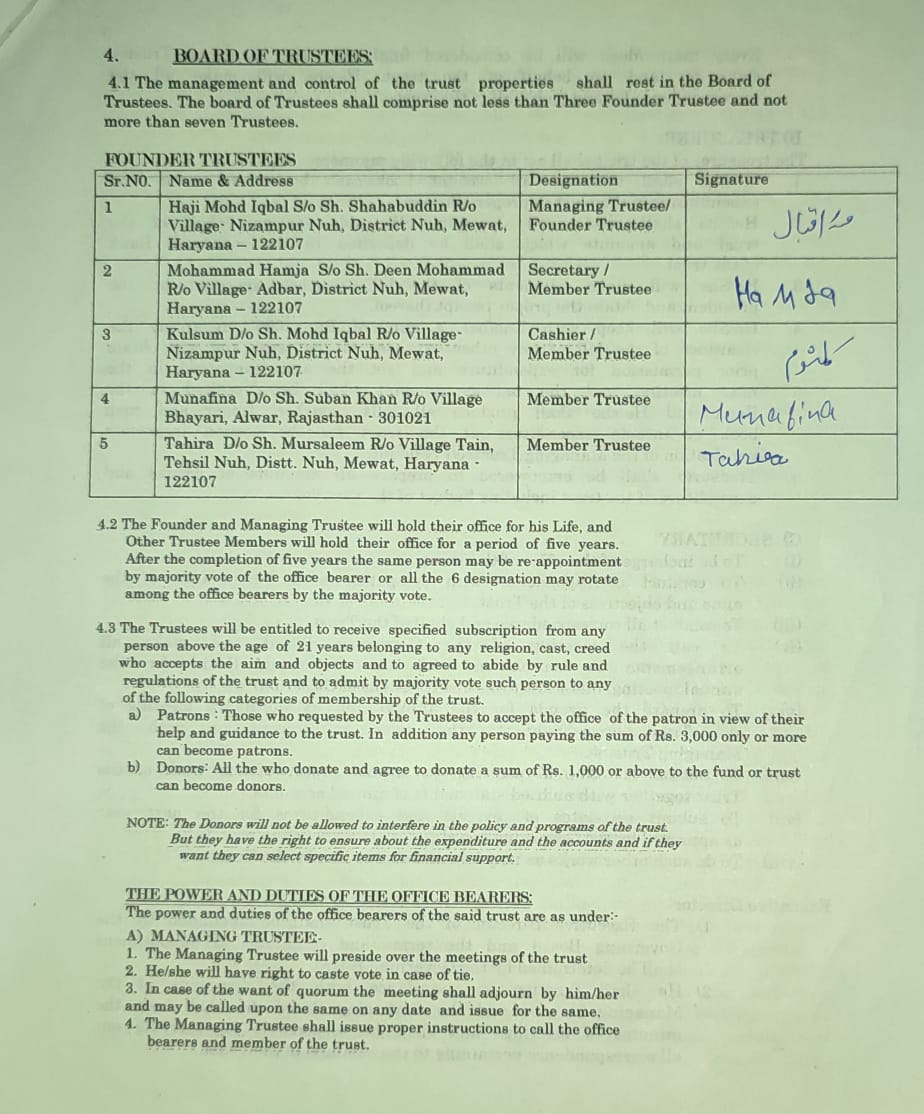 4. BOARD OF TRUSTEES:
4.1 The management and control of the trust properties shall rest in the Board of
Trustees. The board of Trustees shall comprise not less than Three Founder Trustee and not
more than seven Trustees.
FOUNDER TRUSTEES
Sr.N0. Name & Address Designation Signature
1 Haji Mohd Iqbal S/o Sh. Shahabuddin R/o Managing Trustee/
Village- Nizampur Nuh, District Nuh, Mewat, Founder Trustee
Haryana – 122107
محمد اقبال
2 Mohammad Hamja S/o Sh. Deen Mohammad Secretary /
R/o Village- Adbar, District Nuh, Mewat, Member Trustee
Haryana – 122107
3 Kulsum D/o Sh. Mohd Iqbal R/o Village- Cashier /
Nizampur Nuh, District Nuh, Mewat, Member Trustee
Haryana – 122107
کلثوم
4 Munafina D/o Sh. Suban Khan R/o Village Member Trustee
Bhayari, Alwar, Rajasthan - 301021 Munafina
5 Tahira D/o Sh. Mursaleem R/o Village Tain, Member Trustee
Tehsil Nuh, Distt. Nuh, Mewat, Haryana - Tahira
122107
4.2 The Founder and Managing Trustee will hold their office for his Life, and
Other Trustee Members will hold their office for a period of five years.
After the completion of five years the same person may be re-appointment
by majority vote of the office bearer or all the 6 designation may rotate
among the office bearers by the majority vote.
4.3 The Trustees will be entitled to receive specified subscription from any
person above the age of 21 years belonging to any religion, cast, creed
who accepts the aim and objects and to agreed to abide by rule and
regulations of the trust and to admit by majority vote such person to any
of the following categories of membership of the trust.
a) Patrons : Those who requested by the Trustees to accept the office of the patron in view of their
help and guidance to the trust. In addition any person paying the sum of Rs. 3,000 only or more
can become patrons.
b) Donors: All the who donate and agree to donate a sum of Rs. 1,000 or above to the fund or trust
can become donors.
NOTE: The Donors will not be allowed to interfere in the policy and programs of the trust.
But they have the right to ensure about the expenditure and the accounts and if they
want they can select specific items for financial support.
THE POWER AND DUTIES OF THE OFFICE BEARERS:
The power and duties of the office bearers of the said trust are as under:-
A) MANAGING TRUSTEE:-
1. The Managing Trustee will preside over the meetings of the trust
2. He/she will have right to caste vote in case of tie.
3. In case of the want of quorum the meeting shall adjourn by him/her
and may be called upon the same on any date and issue for the same.
4. The Managing Trustee shall issue proper instructions to call the office
bearers and member of the trust.